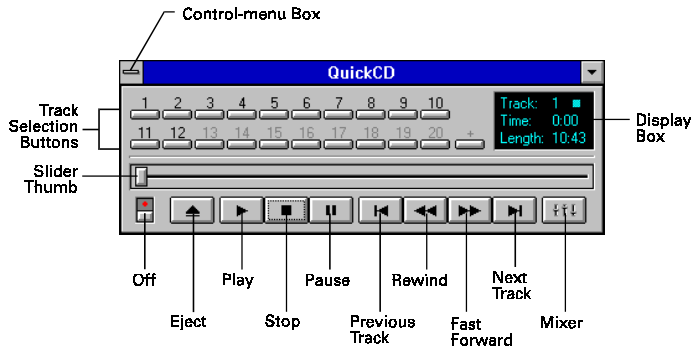 Control-menu Box
QuickCD
Track
Selection
Buttons
1 2 3 4 5 6 7 8 9 10
11 12 13 14 15 16 17 18 19 20 +
Track: 1
Time: 0:00
Length: 10:43
Display
Box
Slider
Thumb
Off
Play
Pause
Rewind
Next
Track
Eject
Stop
Previous
Track
Fast
Forward
Mixer